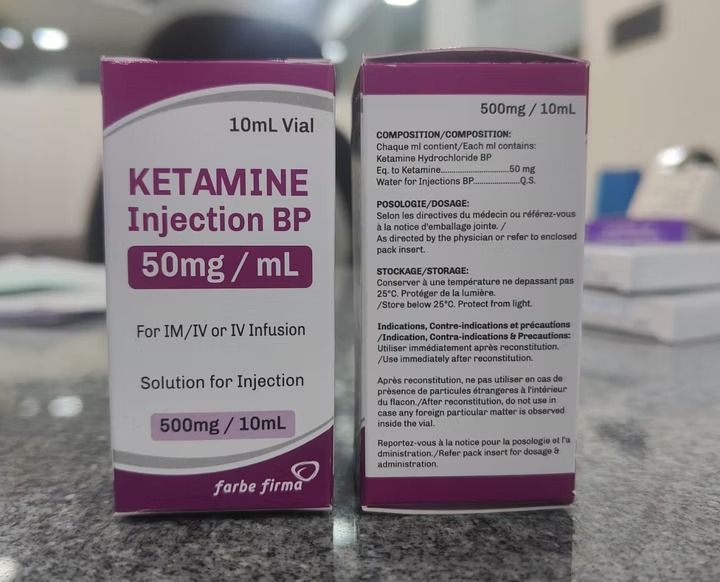 10mL Vial
KETAMINE
Injection BP
50mg / mL
For IM/IV or IV Infusion
Solution for Injection
500mg / 10mL
farbe firma
500mg / 10mL
COMPOSITION/COMPOSITION:
Chaque ml contient/Each ml contains:
Ketamine Hydrochloride BP
Eq. to Ketamine........................50 mg
Water for Injections BP................Q.S.
POSOLOGIE/DOSAGE:
Selon les directives du médecin ou référez-vous
à la notice d'emballage jointe. /
As directed by the physician or refer to enclosed
pack insert.
STOCKAGE/STORAGE:
Conserver à une température ne depassant pas
25°C. Protéger de la lumière.
/Store below 25°C. Protect from light.
Indications, Contre-indications et précautions
/Indication, Contra-indications & Precautions:
Utiliser immédiatement après reconstitution.
/Use immediately after reconstitution.
Après reconstitution, ne pas utiliser en cas de
présence de particules étrangeres à l'intérieur
du flacon./After reconstitution, do not use in
case any foreign particular matter is observed
inside the vial.
Reportez-vous à la notice pour la posologie et l'a
dministration./Refer pack insert for dosage &
administration.